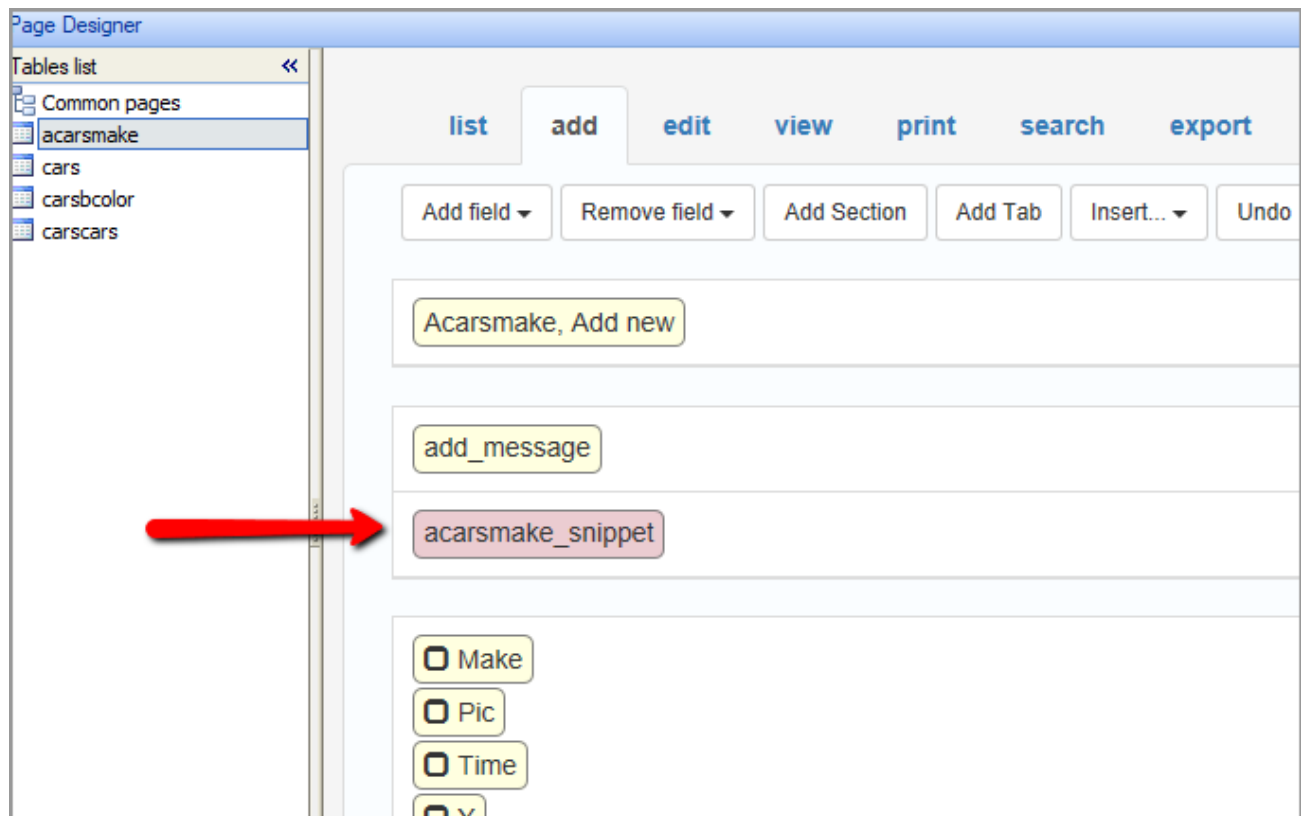 Page Designer
Tables list
Common pages
acarsmake
cars
carsbcolor
carscars
list add edit view print search export
Add field Remove field Add Section Add Tab Insert... Undo
Acarsmake, Add new
add_message
acarsmake_snippet
Make
Pic
Time
Y